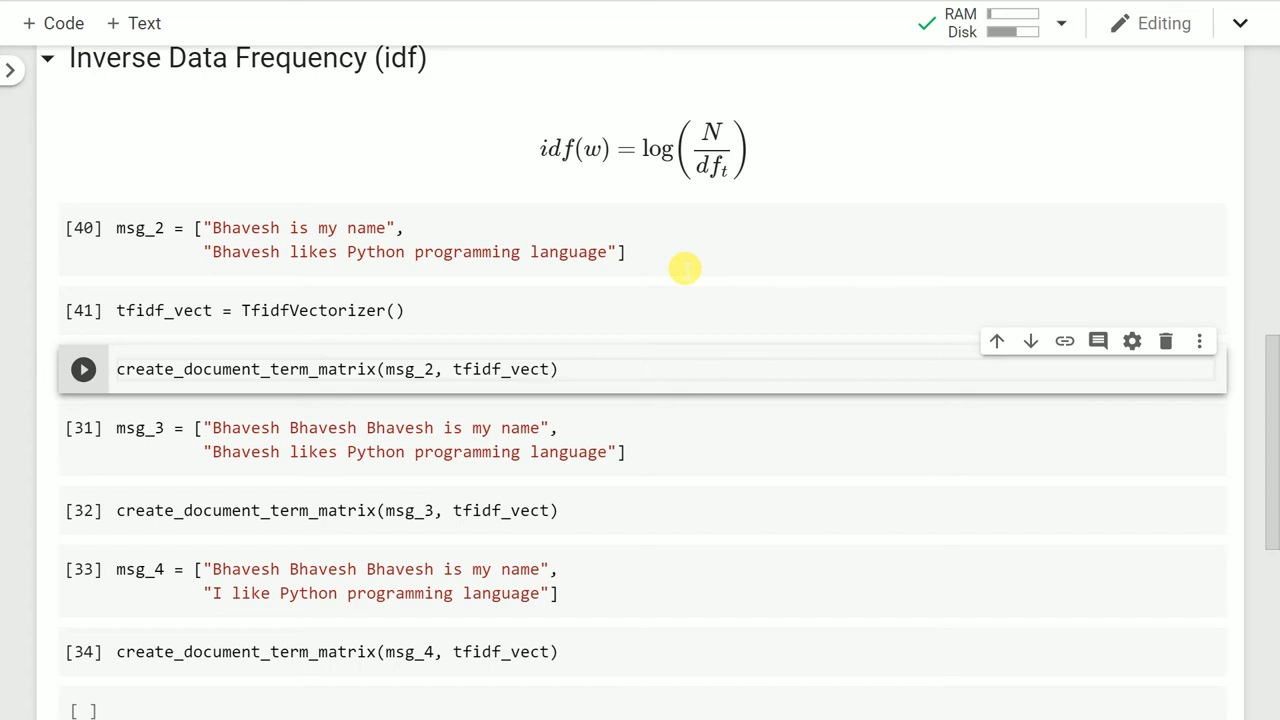 + Code + Text
RAM
Disk
Editing
Inverse Data Frequency (idf)
idf(w) = log(N/df_t)
[40] msg_2 = ["Bhavesh is my name",
"Bhavesh likes Python programming language"]
[41] tfidf_vect = TfidfVectorizer()
create_document_term_matrix(msg_2, tfidf_vect)
[31] msg_3 = ["Bhavesh Bhavesh Bhavesh is my name",
"Bhavesh likes Python programming language"]
[32] create_document_term_matrix(msg_3, tfidf_vect)
[33] msg_4 = ["Bhavesh Bhavesh Bhavesh is my name",
"I like Python programming language"]
[34] create_document_term_matrix(msg_4, tfidf_vect)
[ ]